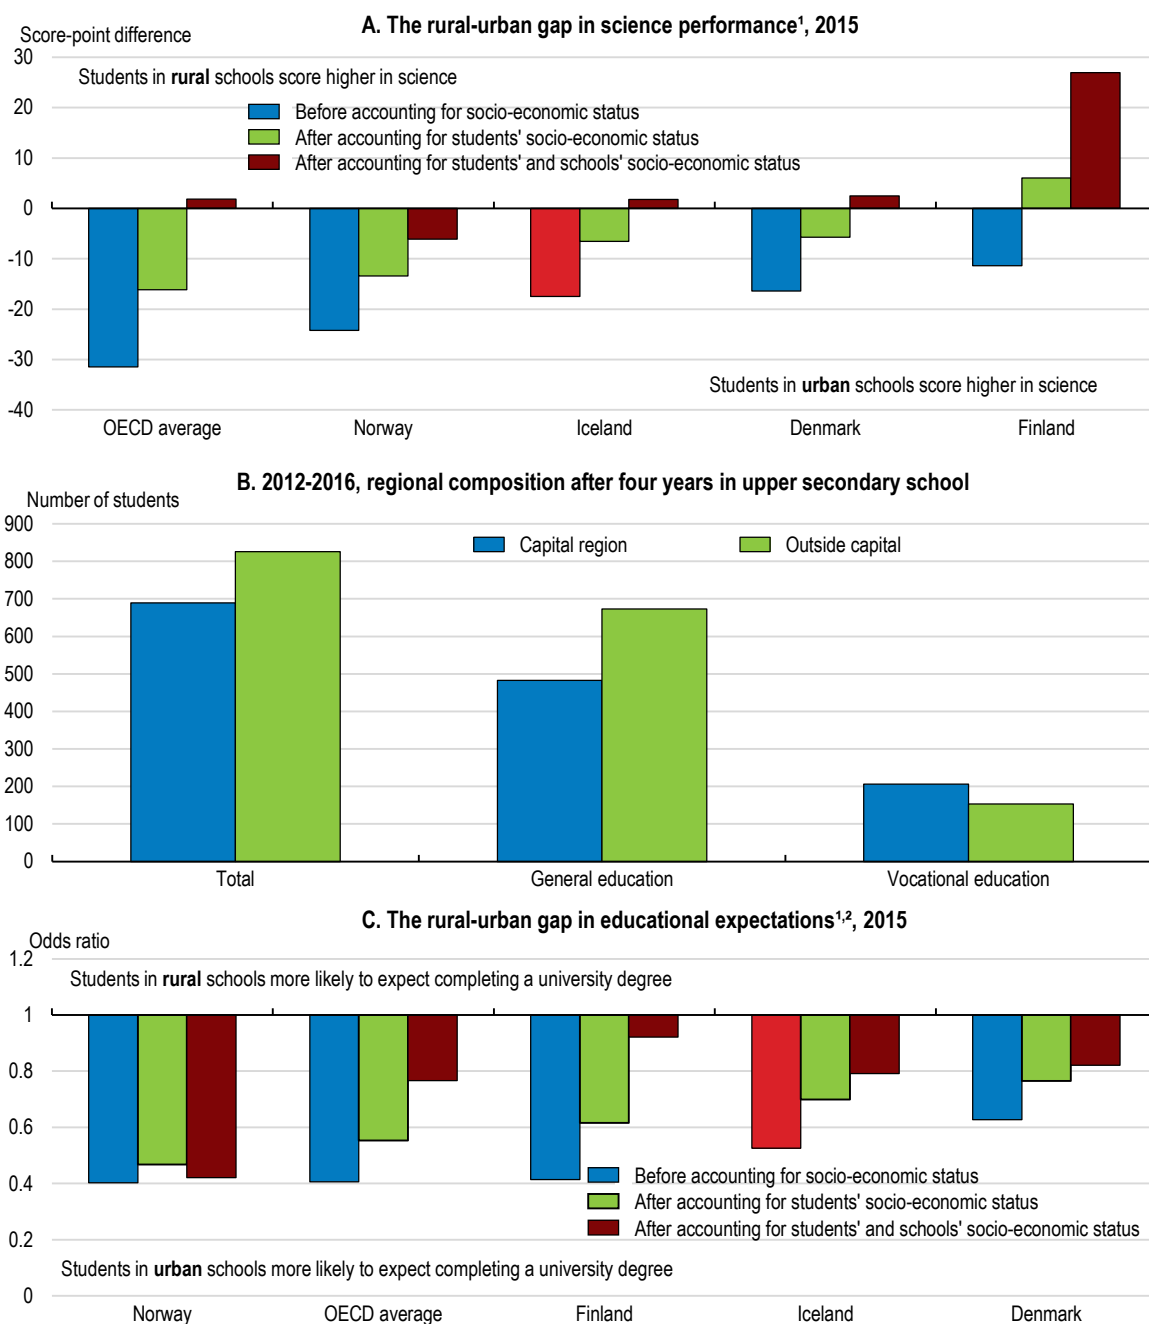 A. The rural-urban gap in science performance¹, 2015
Score-point difference
30
Students in rural schools score higher in science
20
Before accounting for socio-economic status
After accounting for students' socio-economic status
10
After accounting for students' and schools' socio-economic status
0
-10
-20
-30
Students in urban schools score higher in science
-40
OECD average Norway Iceland Denmark Finland
B. 2012-2016, regional composition after four years in upper secondary school
Number of students
900
Capital region Outside capital
800
700
600
500
400
300
200
100
0
Total General education Vocational education
C. The rural-urban gap in educational expectations¹,², 2015
Odds ratio
1.2
Students in rural schools more likely to expect completing a university degree
1
0.8
0.6
Before accounting for socio-economic status
0.4
After accounting for students' socio-economic status
After accounting for students' and schools' socio-economic status
0.2
Students in urban schools more likely to expect completing a university degree
0
Norway OECD average Finland Iceland Denmark